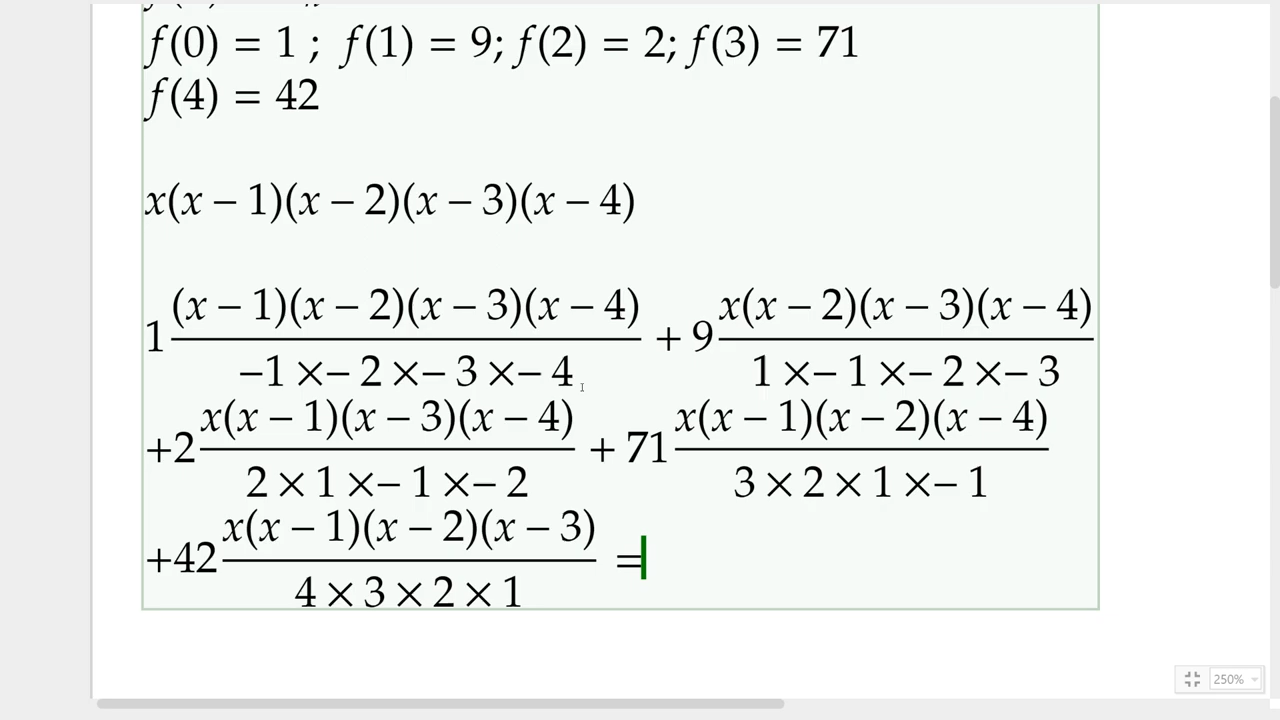 f(0) = 1 ; f(1) = 9; f(2) = 2; f(3) = 71
f(4) = 42
x(x − 1)(x − 2)(x − 3)(x − 4)
1 (x − 1)(x − 2)(x − 3)(x − 4) / −1 ×− 2 ×− 3 ×− 4 + 9 x(x − 2)(x − 3)(x − 4) / 1 ×− 1 ×− 2 ×− 3
+2 x(x − 1)(x − 3)(x − 4) / 2 × 1 ×− 1 ×− 2 + 71 x(x − 1)(x − 2)(x − 4) / 3 × 2 × 1 ×− 1
+42 x(x − 1)(x − 2)(x − 3) / 4 × 3 × 2 × 1 =
250%